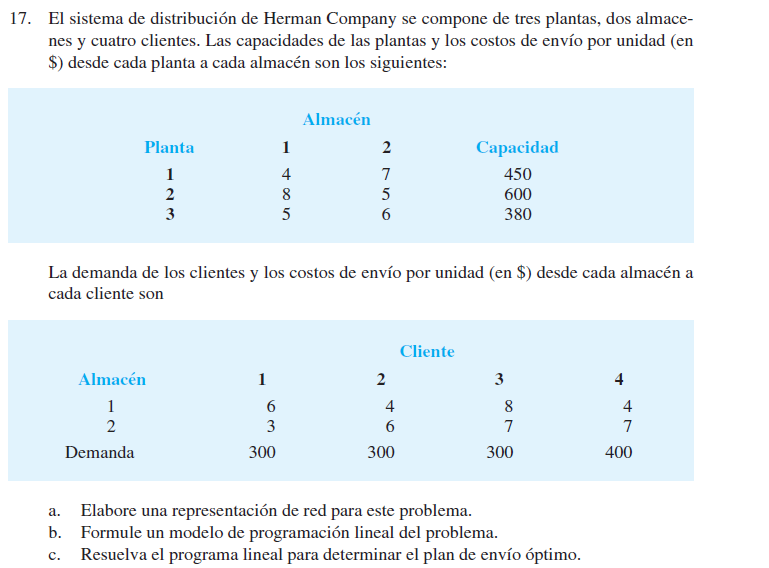 17. El sistema de distribución de Herman Company se compone de tres plantas, dos almace-
nes y cuatro clientes. Las capacidades de las plantas y los costos de envío por unidad (en
$) desde cada planta a cada almacén son los siguientes:
Almacén
Planta 1 2 Capacidad
1 4 7 450
2 8 5 600
3 5 6 380
La demanda de los clientes y los costos de envío por unidad (en $) desde cada almacén a
cada cliente son
Cliente
Almacén 1 2 3 4
1 6 4 8 4
2 3 6 7 7
Demanda 300 300 300 400
a. Elabore una representación de red para este problema.
b. Formule un modelo de programación lineal del problema.
c. Resuelva el programa lineal para determinar el plan de envío óptimo.